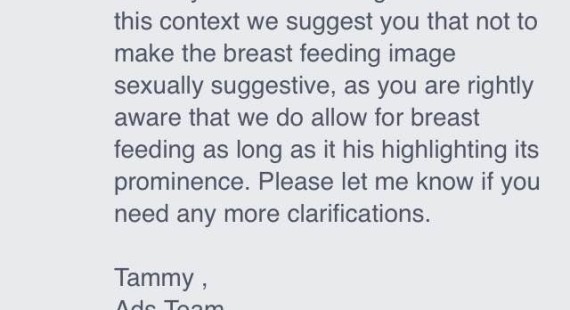 this context we suggest you that not to
make the breast feeding image
sexually suggestive, as you are rightly
aware that we do allow for breast
feeding as long as it his highlighting its
prominence. Please let me know if you
need any more clarifications.
Tammy ,
Ads Team